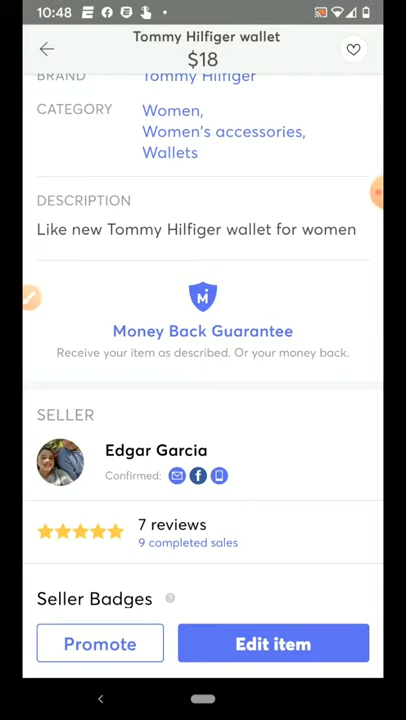 10:48
Tommy Hilfiger wallet
$18
BRAND
Tommy Hilfiger
CATEGORY
Women,
Women's accessories,
Wallets
DESCRIPTION
Like new Tommy Hilfiger wallet for women
M
Money Back Guarantee
Receive your item as described. Or your money back.
SELLER
Edgar Garcia
Confirmed: f
7 reviews
9 completed sales
Seller Badges ?
Promote
Edit item